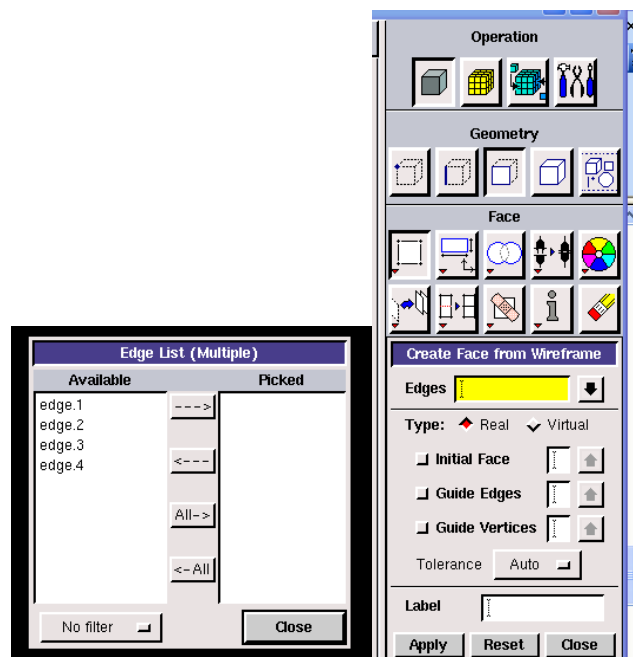 Operation
Geometry
Face
Create Face from Wireframe
Edges
Type: Real Virtual
Initial Face
Guide Edges
Guide Vertices
Tolerance Auto
Label
Apply Reset Close
Edge List (Multiple)
Available Picked
edge.1
edge.2
edge.3
edge.4
--->
<---
All->
<-All
No filter Close